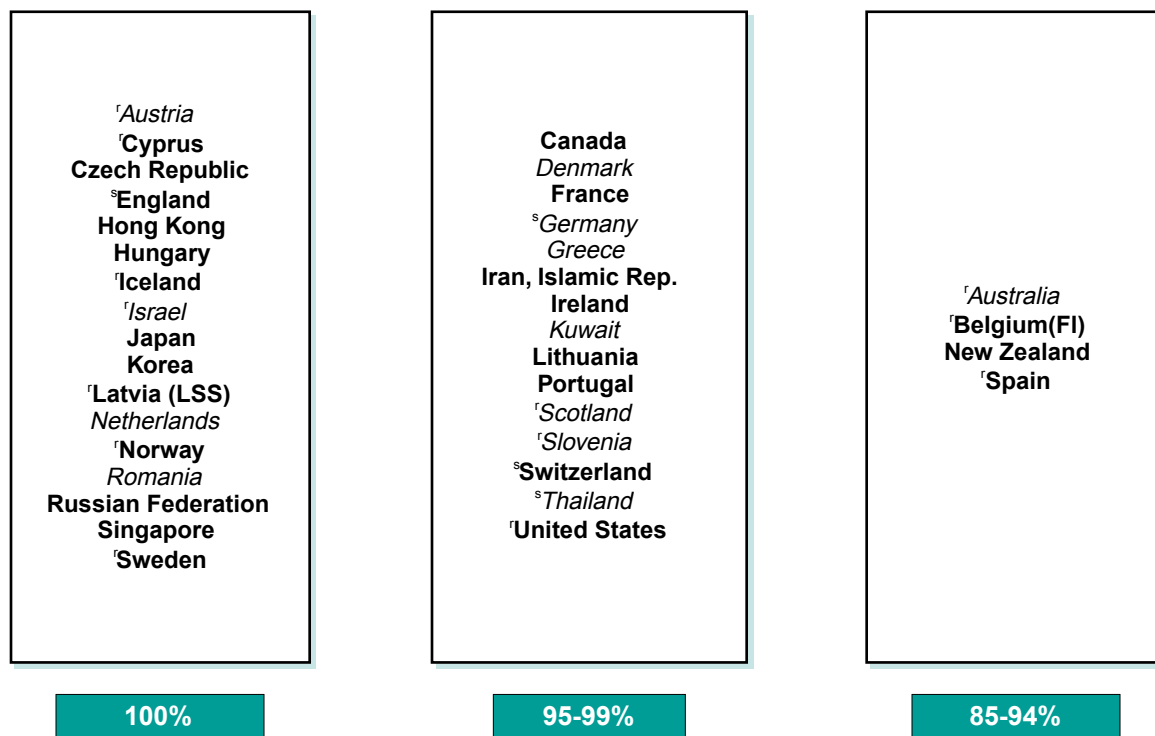 ʳAustria
ʳCyprus
Czech Republic
ˢEngland
Hong Kong
Hungary
ʳIceland
ʳIsrael
Japan
Korea
ʳLatvia (LSS)
Netherlands
ʳNorway
Romania
Russian Federation
Singapore
ʳSweden
100%
Canada
Denmark
France
ˢGermany
Greece
Iran, Islamic Rep.
Ireland
Kuwait
Lithuania
Portugal
ʳScotland
ʳSlovenia
ˢSwitzerland
ˢThailand
ʳUnited States
95-99%
ʳAustralia
ʳBelgium(Fl)
New Zealand
ʳSpain
85-94%